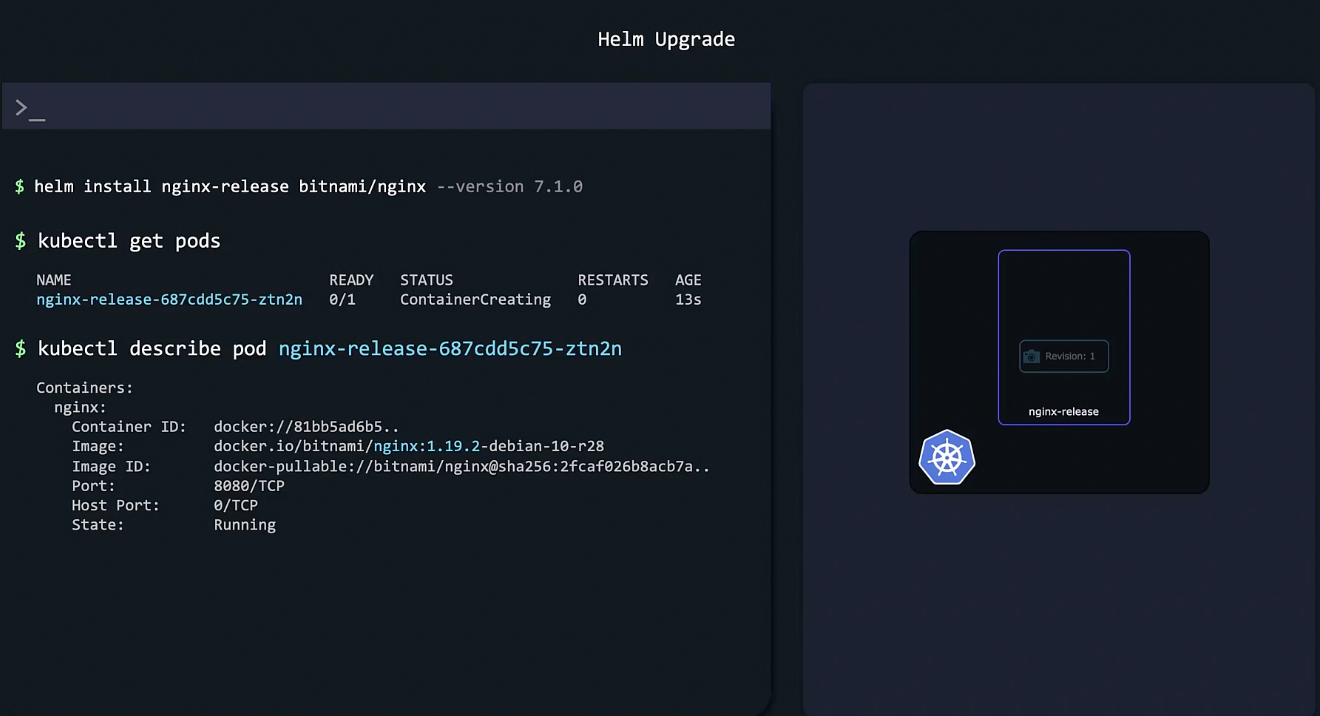 Helm Upgrade
>_
$ helm install nginx-release bitnami/nginx --version 7.1.0
$ kubectl get pods
NAME READY STATUS RESTARTS AGE
nginx-release-687cdd5c75-ztn2n 0/1 ContainerCreating 0 13s
$ kubectl describe pod nginx-release-687cdd5c75-ztn2n
Containers:
nginx:
Container ID: docker://81bb5ad6b5..
Image: docker.io/bitnami/nginx:1.19.2-debian-10-r28
Image ID: docker-pullable://bitnami/nginx@sha256:2fcaf026b8acb7a..
Port: 8080/TCP
Host Port: 0/TCP
State: Running
Revision: 1
nginx-release